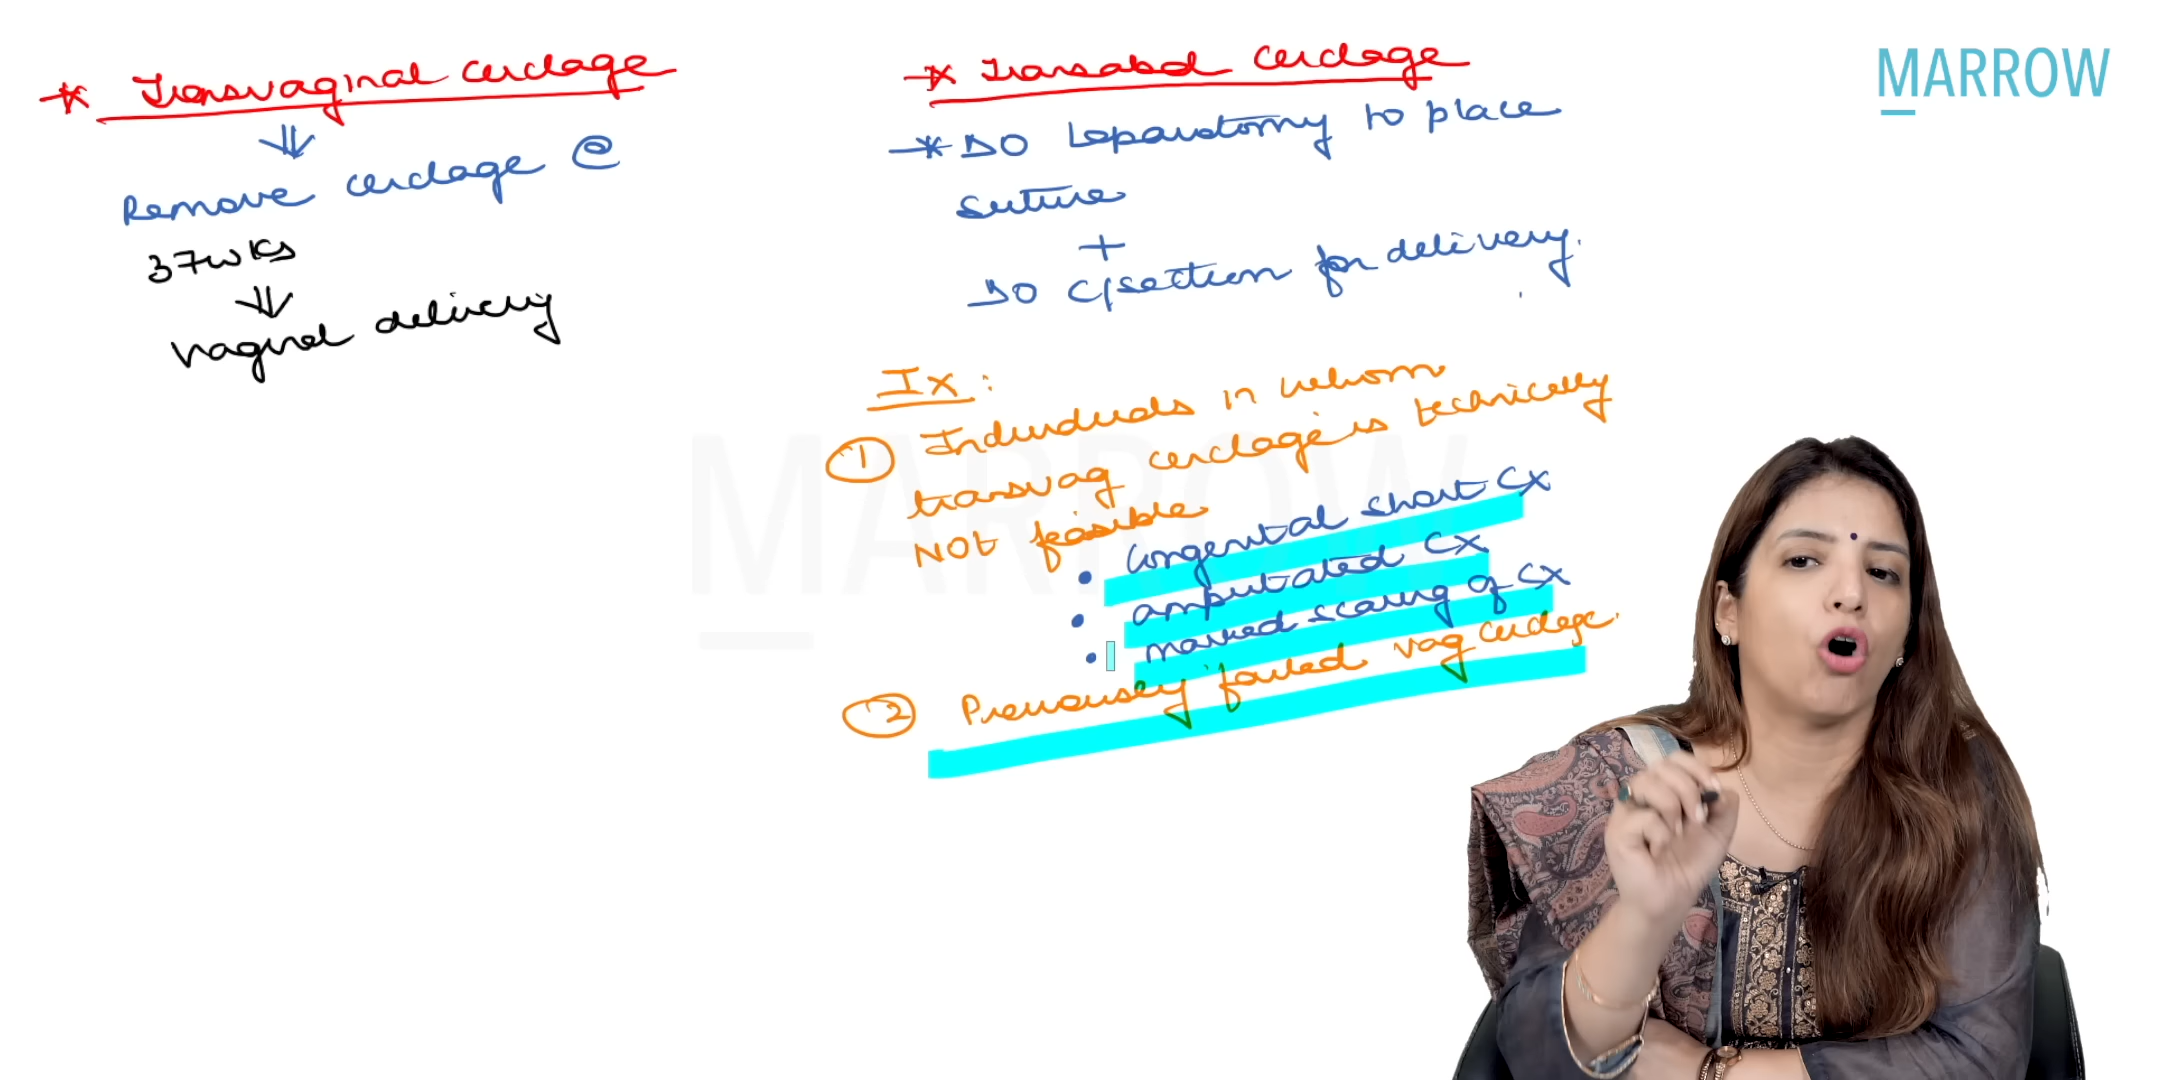 * Transvaginal cerclage
⇓
Remove cerclage @
37wks
⇓
Vaginal delivery
* Transabd cerclage
* DO Laparotomy to place
suture
+
DO c/section for delivery.
Ix:
① Individuals in whom
transvag cerclage is technically
NOT feasible
• congenital short Cx
• amputated Cx
• marked scaring of Cx
② Previously failed vag cerclage.
MARROW
MARROW